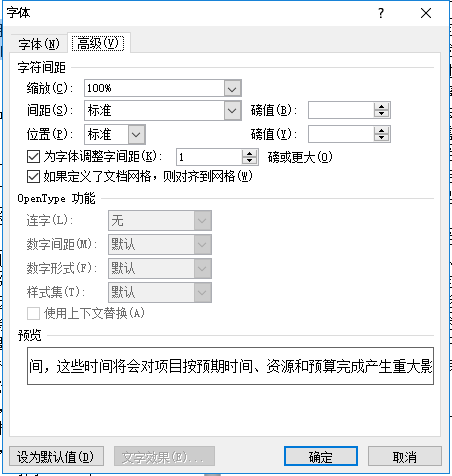 字体
?
字体(N) 高级(V)
字符间距
缩放(C): 100%
间距(S): 标准 磅值(B):
位置(P): 标准 磅值(Y):
为字体调整字间距(K): 1 磅或更大(O)
如果定义了文档网格，则对齐到网格(W)
OpenType 功能
连字(L): 无
数字间距(M): 默认
数字形式(F): 默认
样式集(T): 默认
使用上下文替换(A)
预览
间，这些时间将会对项目按预期时间、资源和预算完成产生重大影
设为默认值(D) 文字效果(E)... 确定 取消